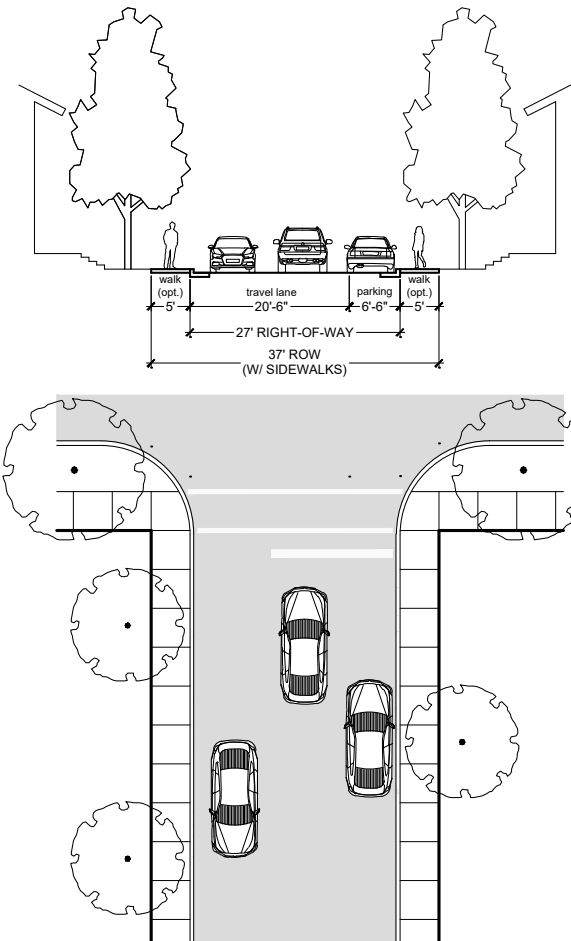 walk
(opt.)
5'
travel lane
20'-6"
parking
6'-6"
walk
(opt.)
5'
27' RIGHT-OF-WAY
37' ROW
(W/ SIDEWALKS)